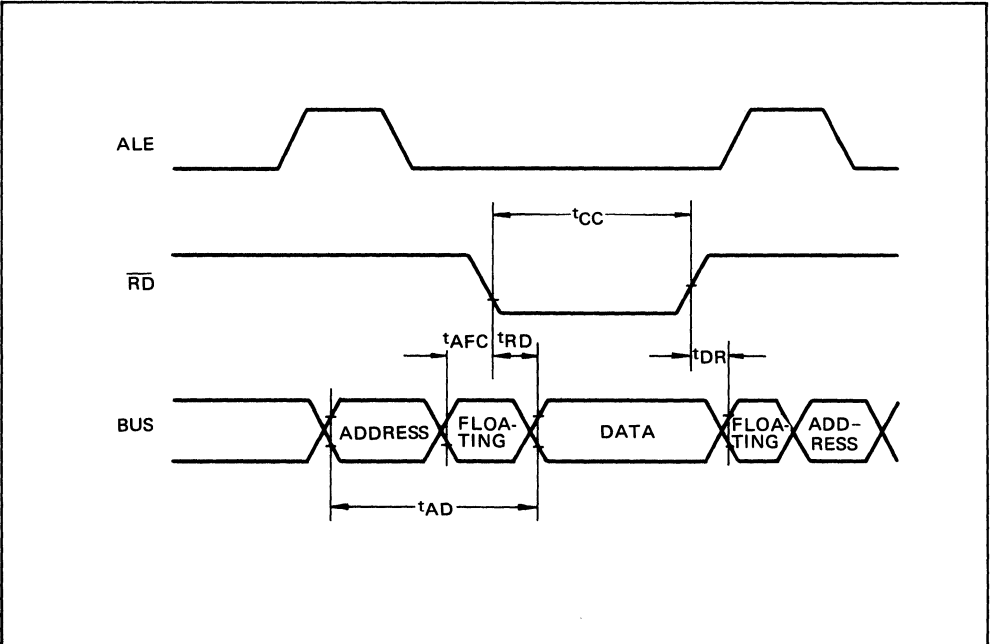 ALE
tCC
RD
tAFC tRD
tDR
BUS
ADDRESS
FLOA-
TING
DATA
FLOA-
TING
ADD-
RESS
tAD